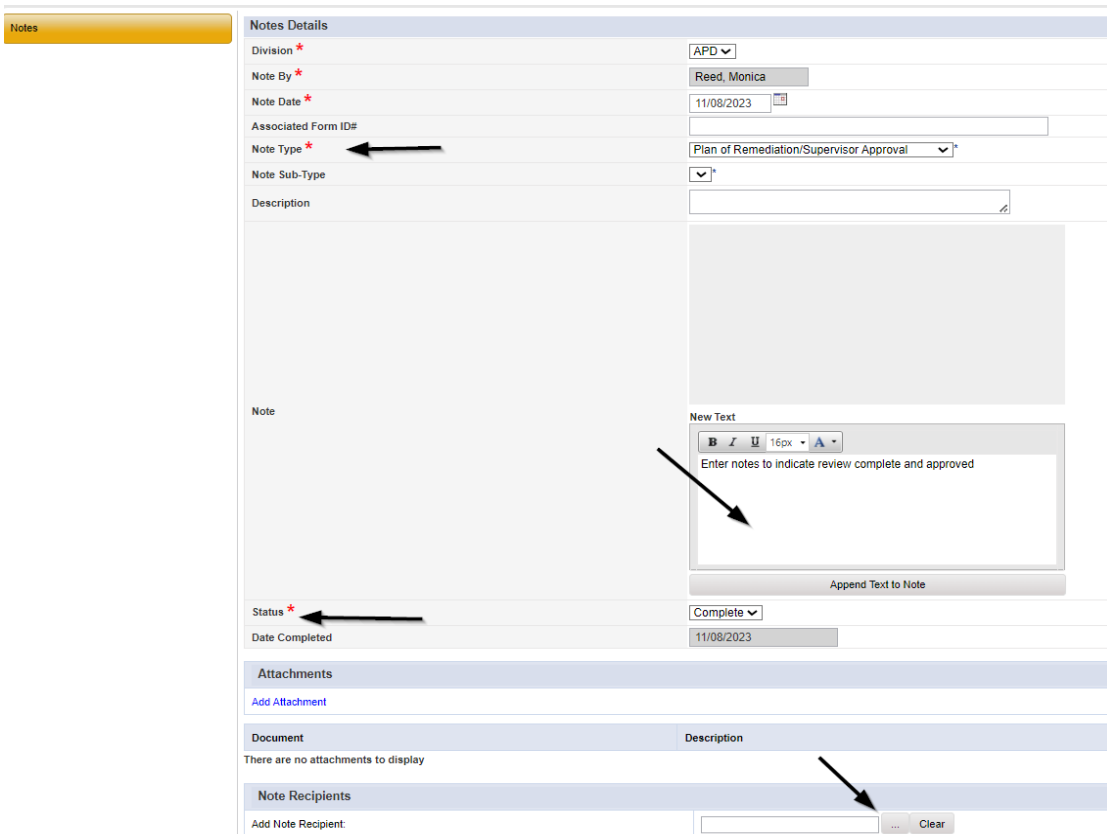 Notes
Notes Details
Division * APD
Note By * Reed, Monica
Note Date * 11/08/2023
Associated Form ID#
Note Type * Plan of Remediation/Supervisor Approval *
Note Sub-Type *
Description
Note
New Text
B I U 16px A
Enter notes to indicate review complete and approved
Append Text to Note
Status * Complete
Date Completed 11/08/2023
Attachments
Add Attachment
Document Description
There are no attachments to display
Note Recipients
Add Note Recipient: ... Clear